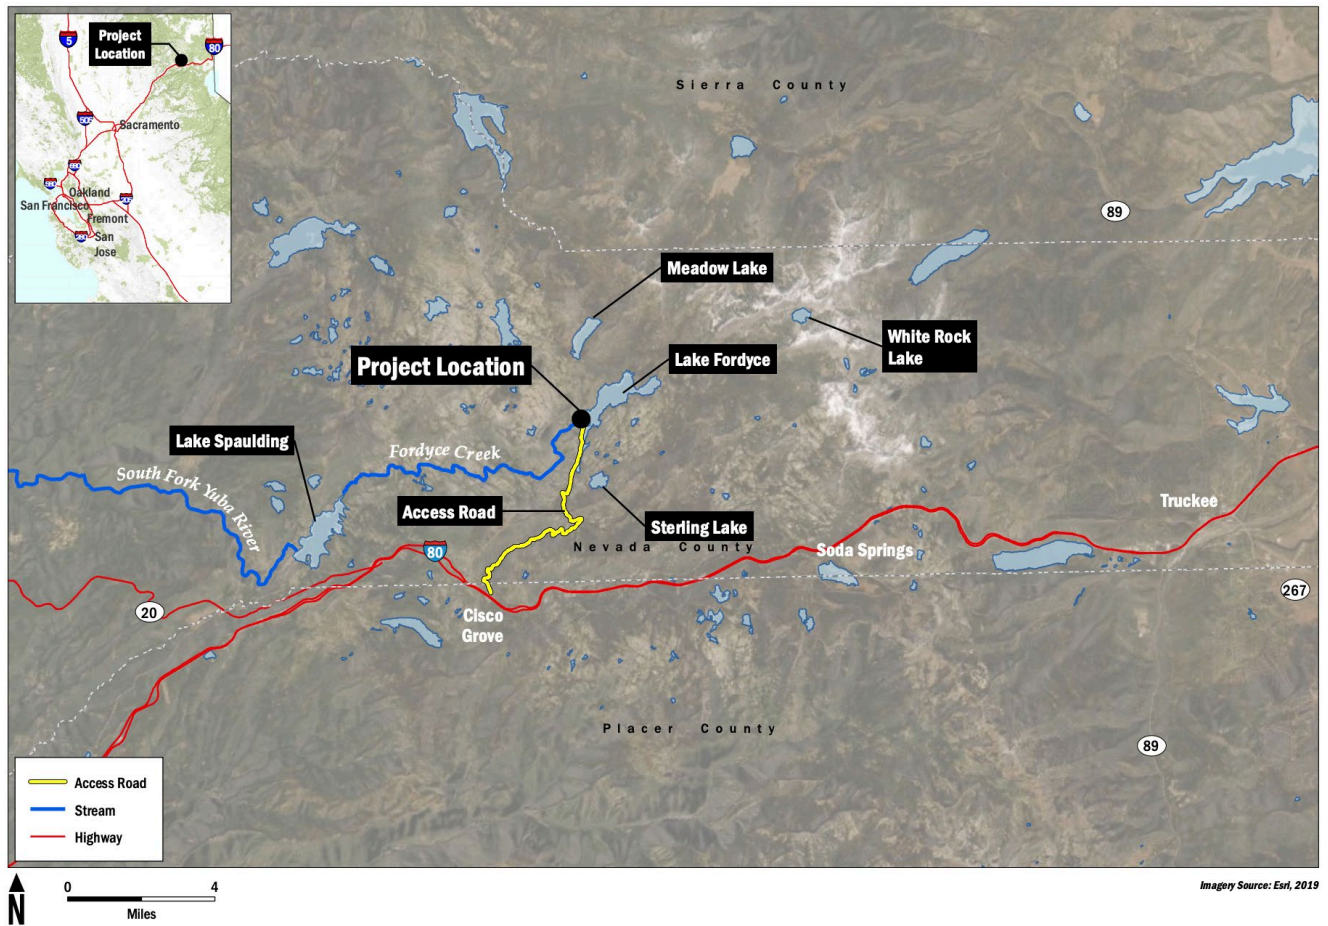 5
Project
Location
80
505
Sacramento
680
580
205
Oakland
San Francisco
Fremont
280
San
Jose
Sierra County
89
Meadow Lake
White Rock
Lake
Project Location
Lake Fordyce
Lake Spaulding
Fordyce Creek
South Fork Yuba River
Access Road
Sterling Lake
Truckee
80
Nevada County
Soda Springs
20
267
Cisco
Grove
Placer County
89
Access Road
Stream
Highway
N
0 4
Miles
Imagery Source: Esri, 2019